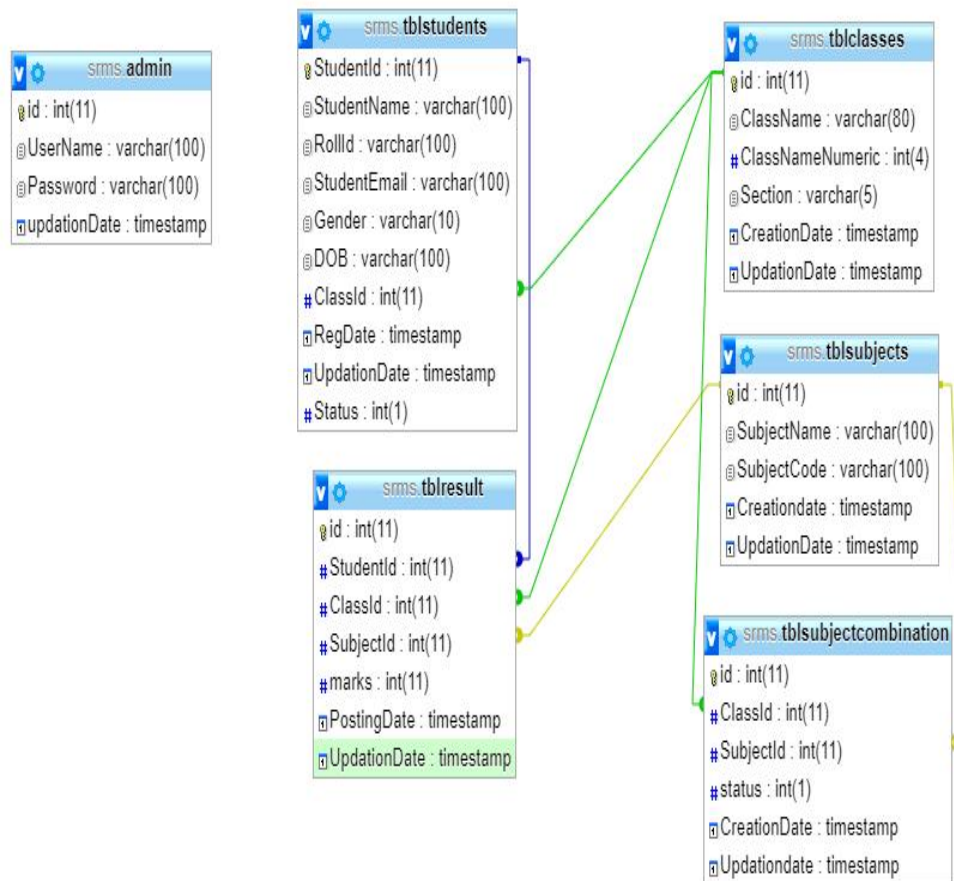 srms.admin
id : int(11)
UserName : varchar(100)
Password : varchar(100)
updationDate : timestamp
srms.tblstudents
StudentId : int(11)
StudentName : varchar(100)
RollId : varchar(100)
StudentEmail : varchar(100)
Gender : varchar(10)
DOB : varchar(100)
ClassId : int(11)
RegDate : timestamp
UpdationDate : timestamp
Status : int(1)
srms.tblclasses
id : int(11)
ClassName : varchar(80)
ClassNameNumeric : int(4)
Section : varchar(5)
CreationDate : timestamp
UpdationDate : timestamp
srms.tblsubjects
id : int(11)
SubjectName : varchar(100)
SubjectCode : varchar(100)
Creationdate : timestamp
UpdationDate : timestamp
srms.tblresult
id : int(11)
StudentId : int(11)
ClassId : int(11)
SubjectId : int(11)
marks : int(11)
PostingDate : timestamp
UpdationDate : timestamp
srms.tblsubjectcombination
id : int(11)
ClassId : int(11)
SubjectId : int(11)
status : int(1)
CreationDate : timestamp
Updationdate : timestamp